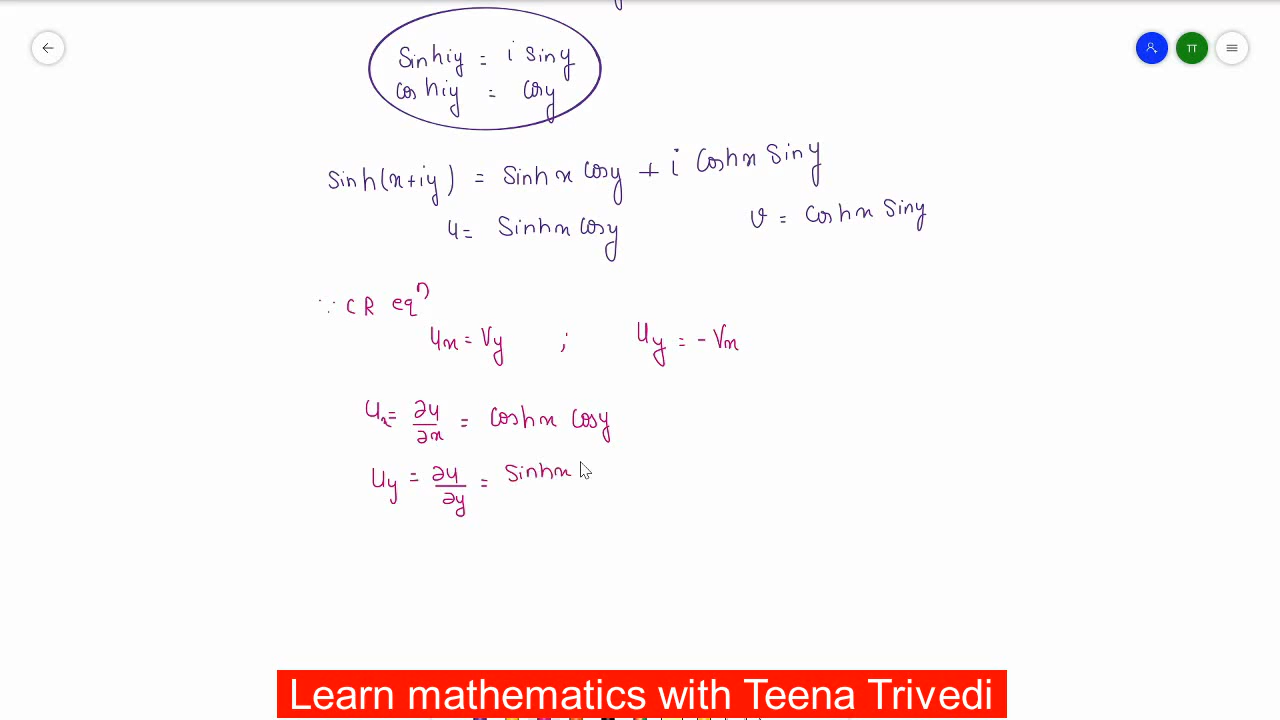 Sinhiy = i siny
coshiy = cosy
Sinh(x+iy) = Sinhx cosy + i Coshx Siny
u = Sinhx cosy v = Coshx Siny
∵ CR eqⁿ
ux = Vy ; Uy = - Vx
Ux = ∂u/∂x = Coshx Cosy
Uy = ∂u/∂y = Sinhx
TT
Learn mathematics with Teena Trivedi